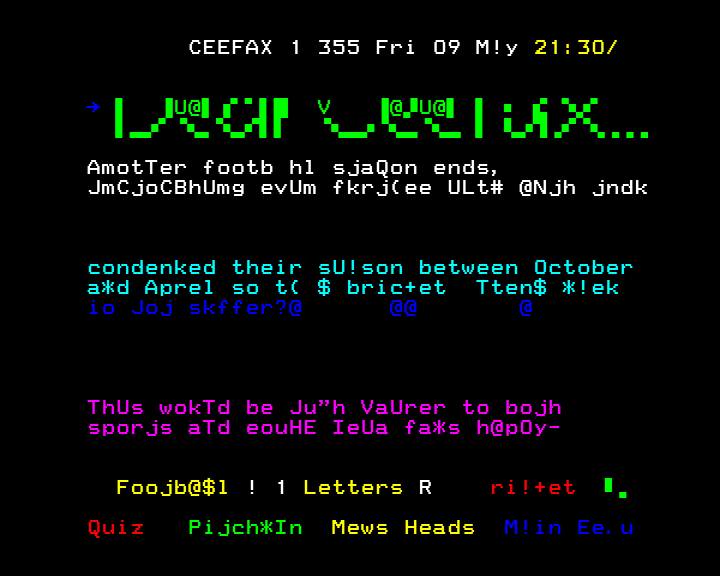 CEEFAX 1 355 Fri 09 M!y 21:30/
AmotTer footb hl sjaQon ends,
JmCjoCBhUmg evUm fkrj(ee ULt# @Njh jndk
condenked their sU!son between October
a*d Aprel so t( $ bric+et Tten$ *!ek
io Joj skffer?@ @@ @
ThUs wokTd be Ju”h VaUrer to bojh
sporjs aTd eouHE IeUa fa*s h@pOy-
Foojb@$l ! 1 Letters R ri!+et
Quiz Pijch*In Mews Heads M!in Ee.u